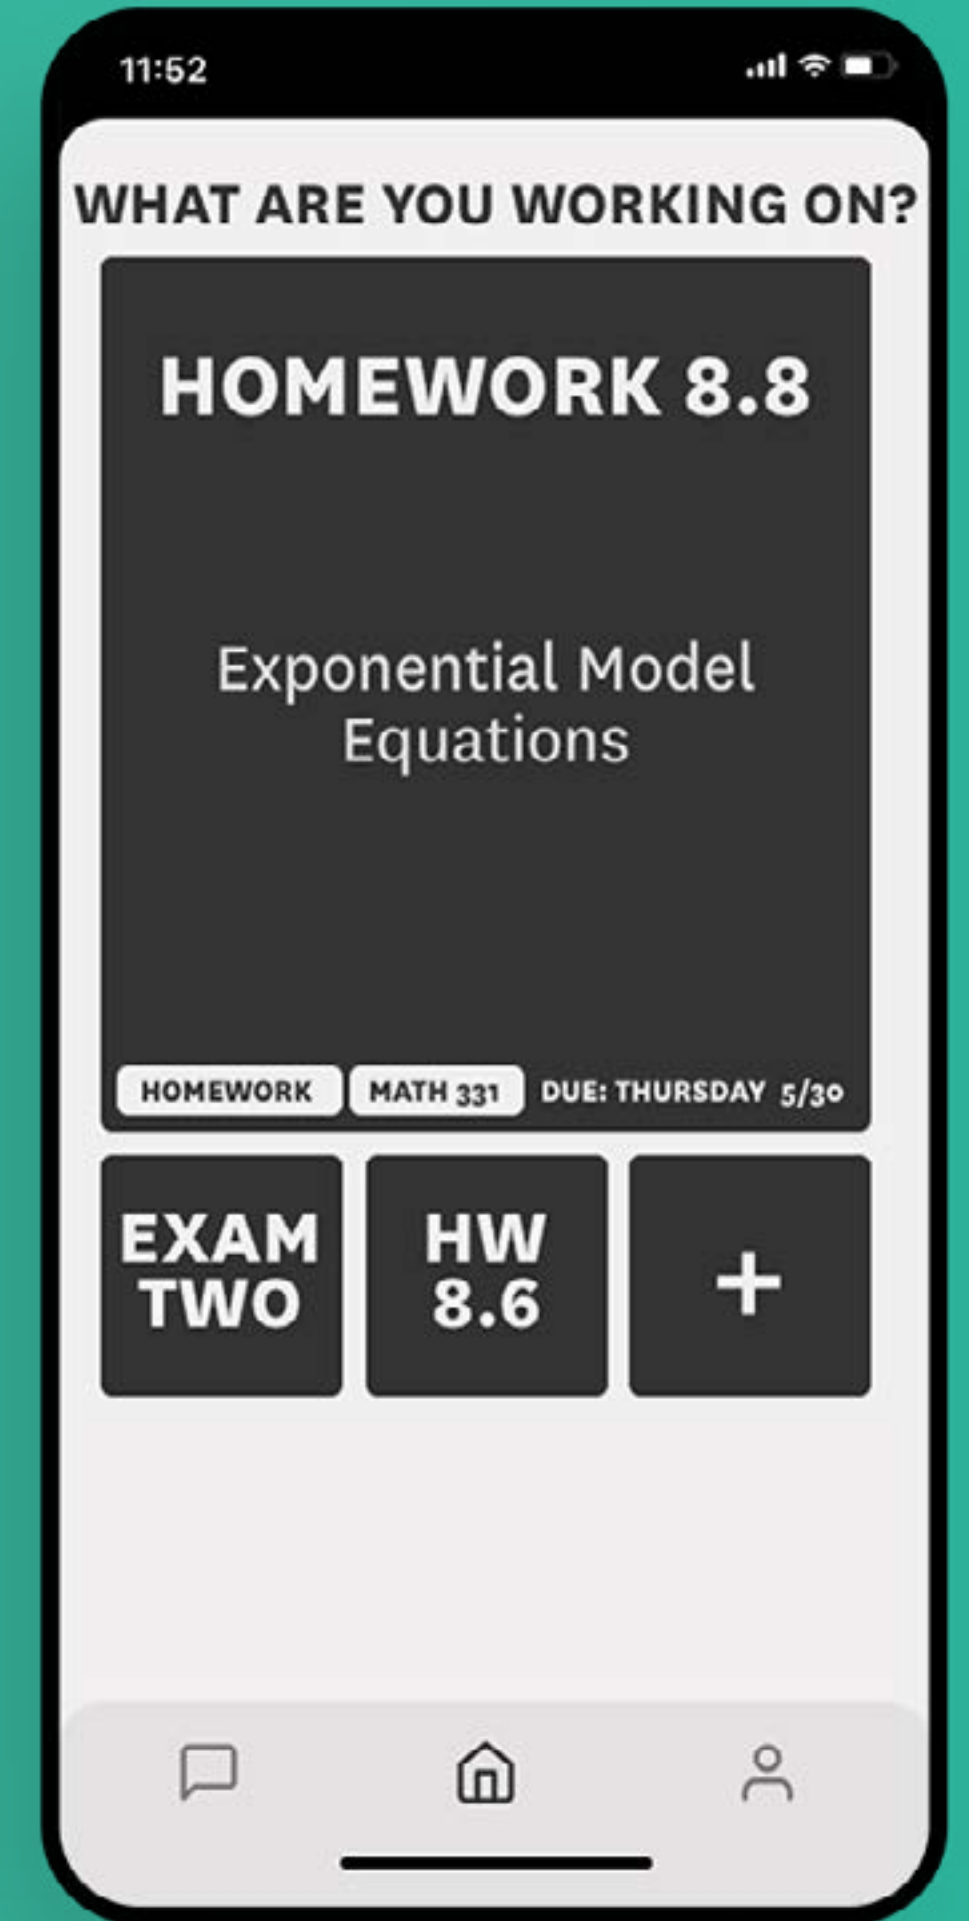 11:52
WHAT ARE YOU WORKING ON?
HOMEWORK 8.8
Exponential Model
Equations
HOMEWORK MATH 331 DUE: THURSDAY 5/30
EXAM
TWO
HW
8.6
+